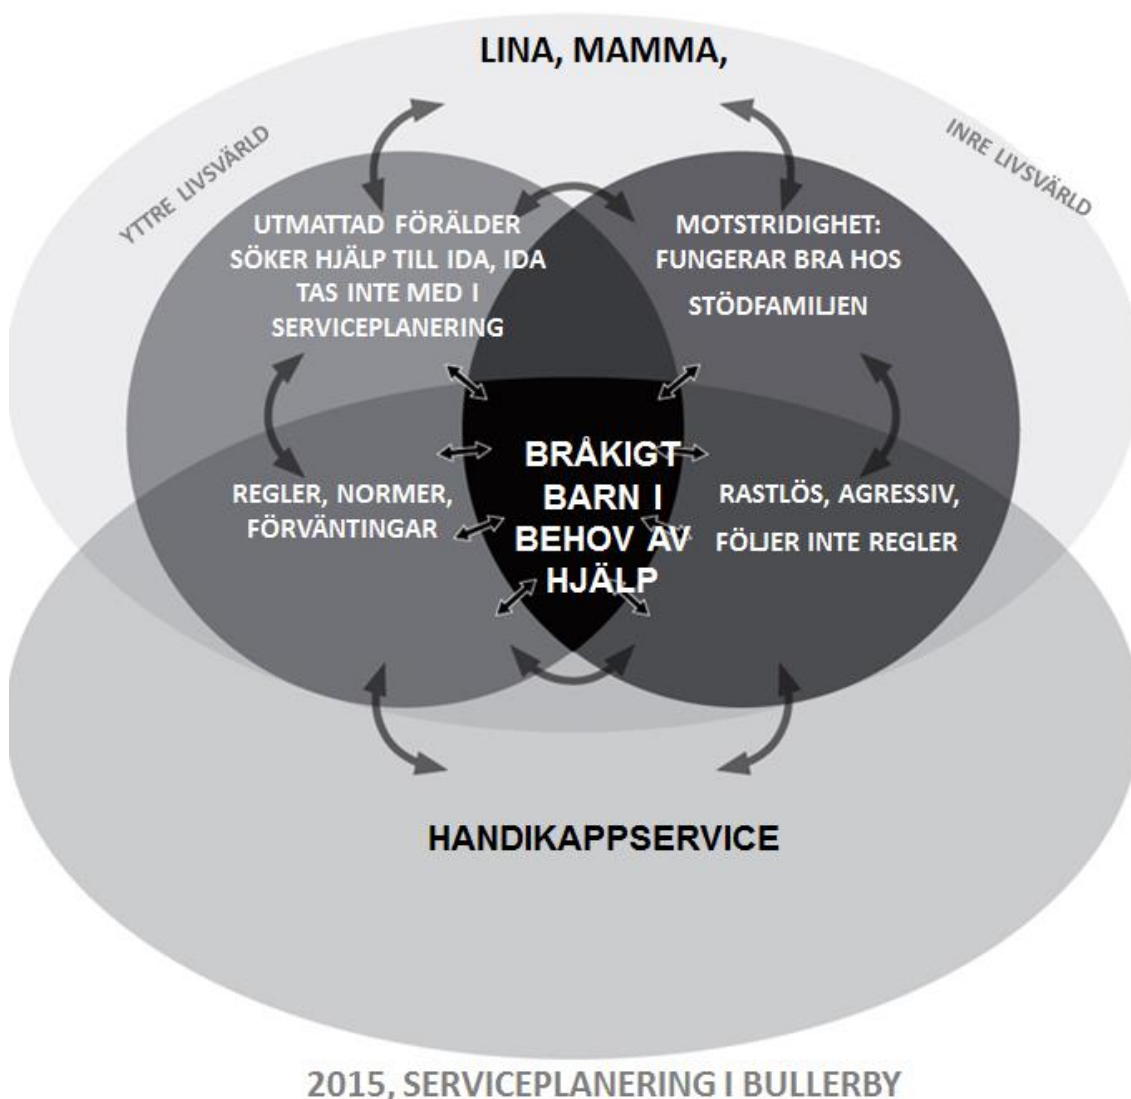 LINA, MAMMA,
YTTRE LIVSVÄRLD
INRE LIVSVÄRLD
UTMATTAD FÖRÄLDER
SÖKER HJÄLP TILL IDA, IDA
TAS INTE MED I
SERVICEPLANERING
MOTSTRIDIGHET:
FUNGERAR BRA HOS
STÖDFAMILJEN
BRÅKIGT
BARN I
BEHOV AV
HJÄLP
REGLER, NORMER,
FÖRVÄNTINGAR
RASTLÖS, AGRESSIV,
FÖLJER INTE REGLER
HANDIKAPPSERVICE
2015, SERVICEPLANERING I BULLERBY